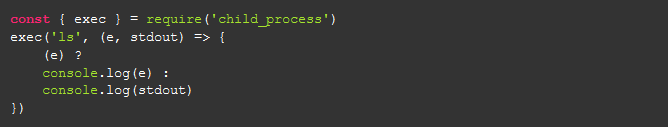 const { exec } = require('child_process')
exec('ls', (e, stdout) => {
    (e) ?
    console.log(e) :
    console.log(stdout)
})